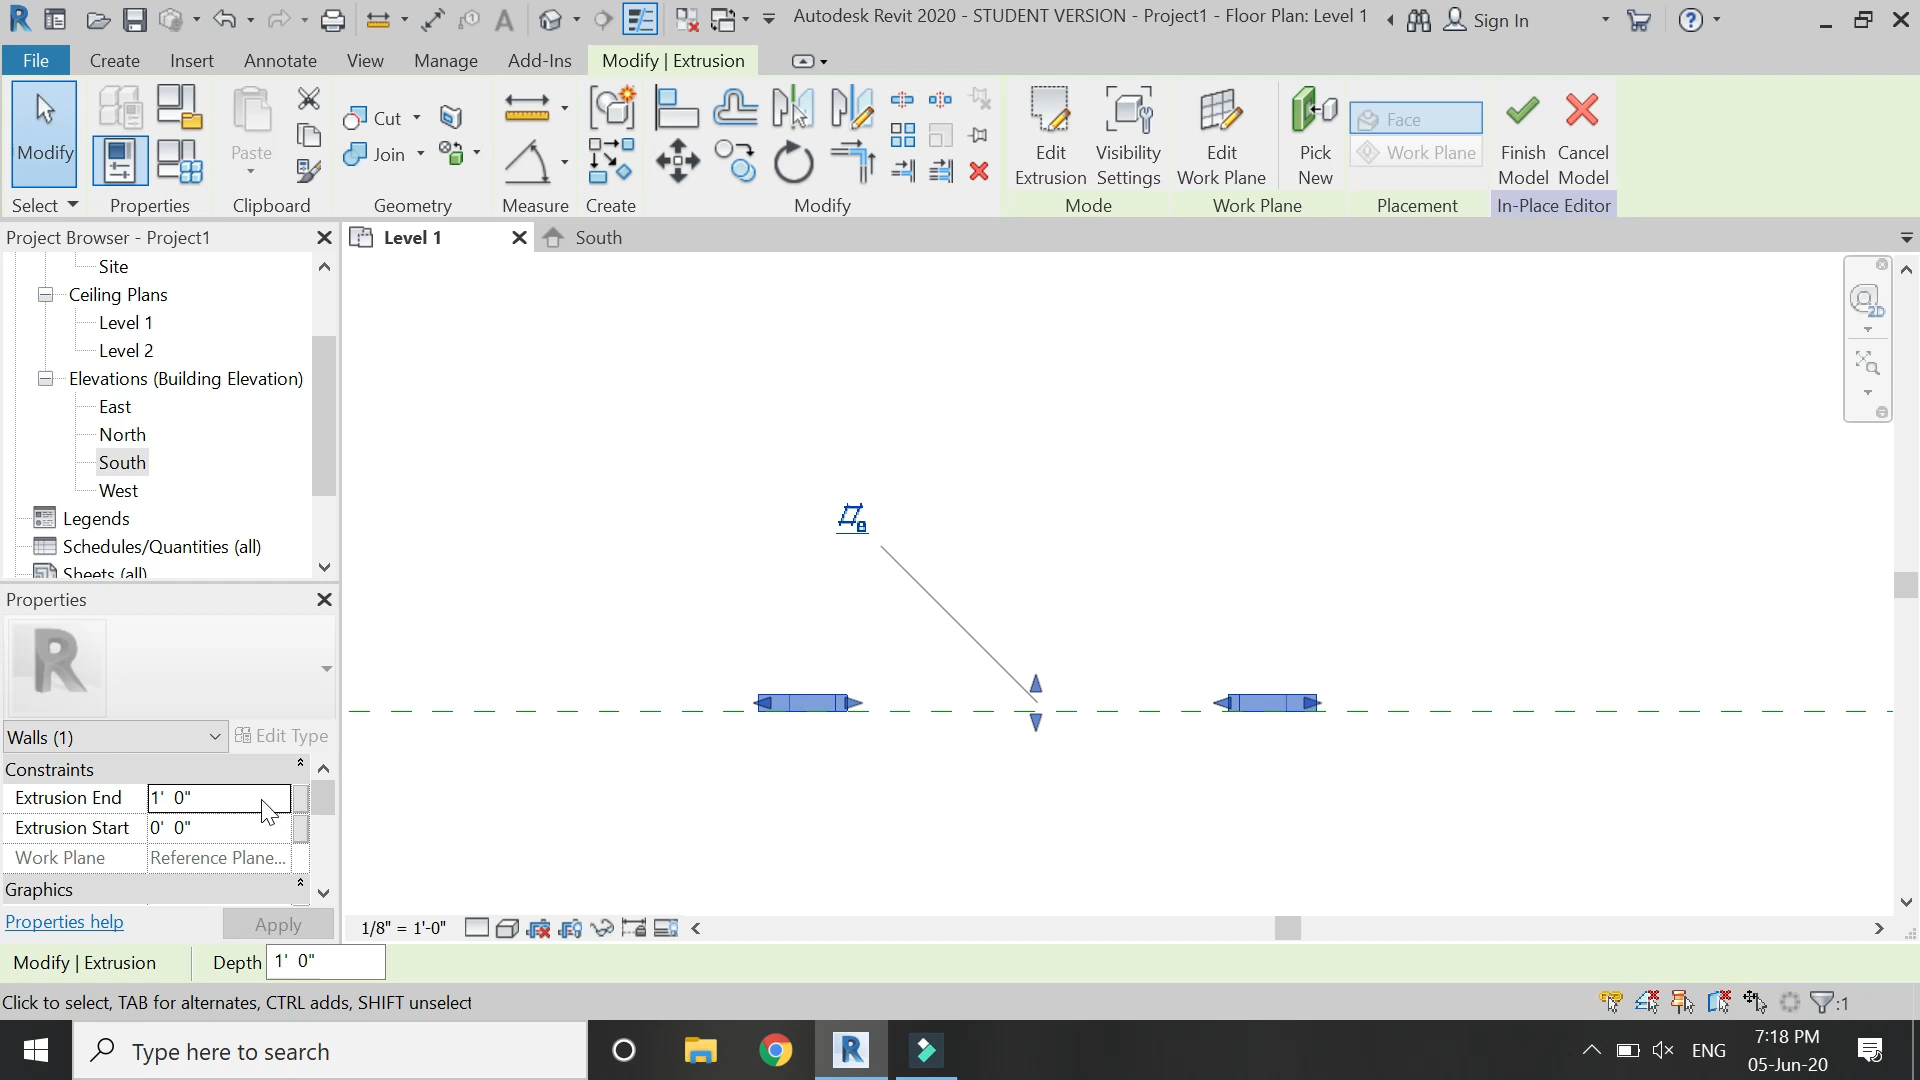 Autodesk Revit 2020 - STUDENT VERSION - Project1 - Floor Plan: Level 1
Sign In
File Create Insert Annotate View Manage Add-Ins Modify | Extrusion
Modify
Paste
Cut
Join
Edit Extrusion
Visibility Settings
Edit Work Plane
Pick New
Face
Work Plane
Finish Model
Cancel Model
Select Properties Clipboard Geometry Measure Create Modify Mode Work Plane Placement In-Place Editor
Project Browser - Project1
Level 1 South
Site
Ceiling Plans
Level 1
Level 2
Elevations (Building Elevation)
East
North
South
West
Legends
Schedules/Quantities (all)
Sheets (all)
Properties
Walls (1) Edit Type
Constraints
Extrusion End 1' 0"
Extrusion Start 0' 0"
Work Plane Reference Plane...
Graphics
Properties help Apply
1/8" = 1'-0"
2D
Modify | Extrusion Depth 1' 0"
Click to select, TAB for alternates, CTRL adds, SHIFT unselect
:1
Type here to search
ENG
7:18 PM
05-Jun-20